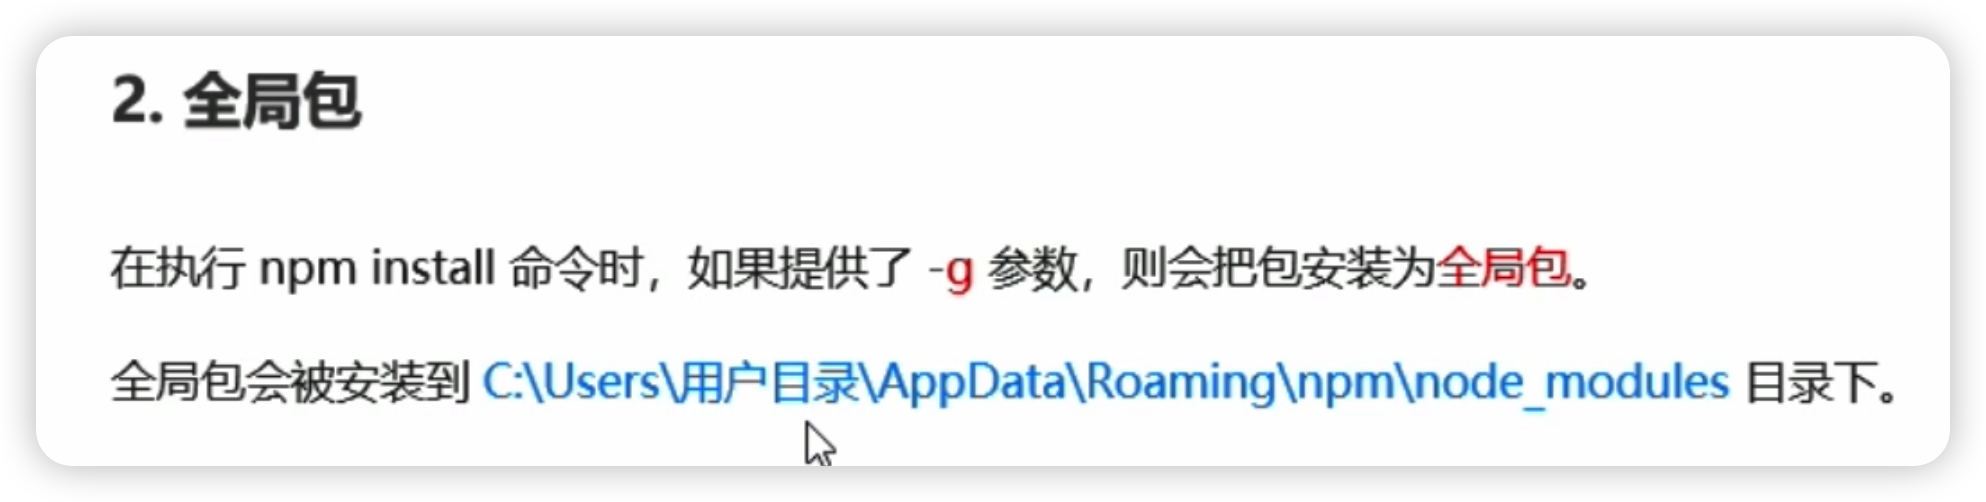 2. 全局包
在执行 npm install 命令时，如果提供了 -g 参数，则会把包安装为全局包。
全局包会被安装到 C:\Users\用户目录\AppData\Roaming\npm\node_modules 目录下。